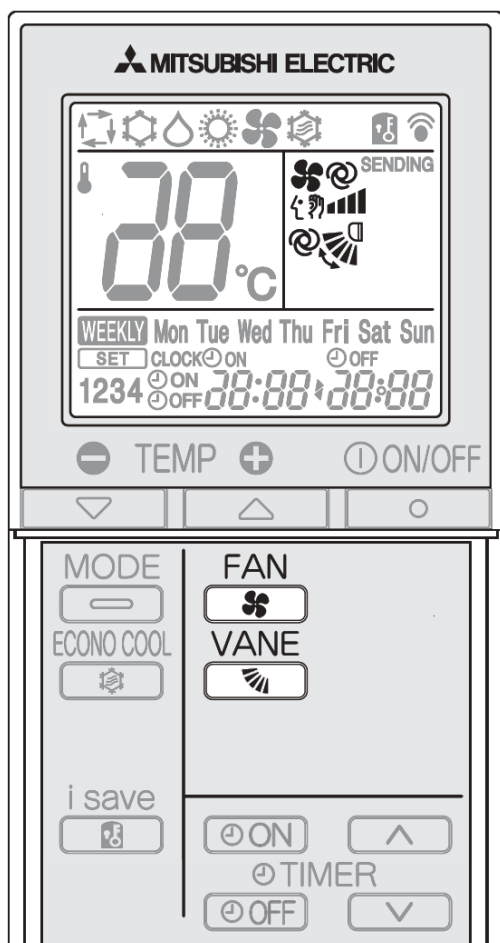 MITSUBISHI ELECTRIC
SENDING
88 °C
WEEKLY Mon Tue Wed Thu Fri Sat Sun
SET CLOCK ON OFF
1234 ON 88:88 88:88
OFF
TEMP ON/OFF
MODE FAN
ECONO COOL VANE
i save
ON
TIMER
OFF